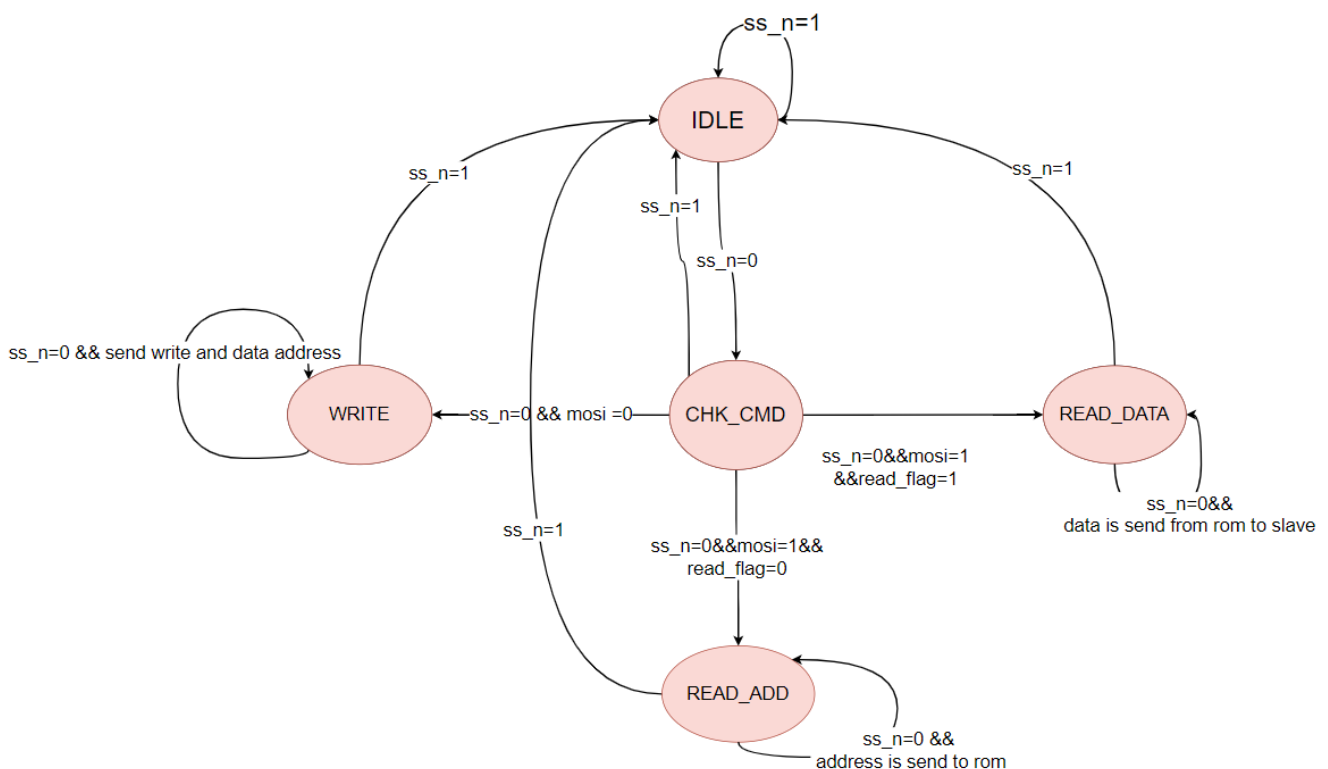 ss_n=1
IDLE
ss_n=1
ss_n=1
ss_n=1
ss_n=0
ss_n=0 && send write and data address
WRITE
ss_n=0 && mosi =0
CHK_CMD
READ_DATA
ss_n=0&&mosi=1
&&read_flag=1
ss_n=0&&
data is send from rom to slave
ss_n=1
ss_n=0&&mosi=1&&
read_flag=0
READ_ADD
ss_n=0 &&
address is send to rom